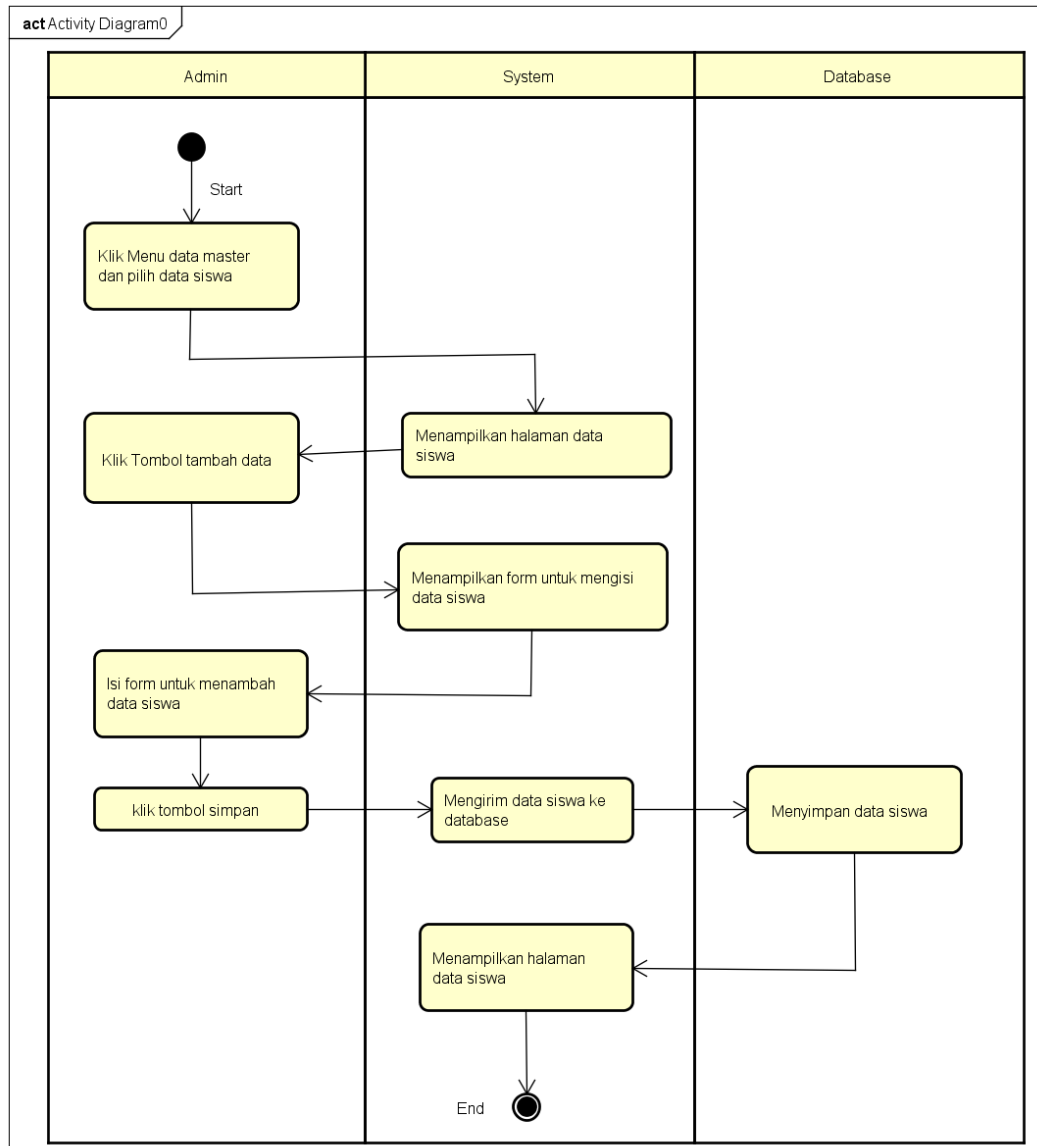 act Activity Diagram0
Admin
System
Database
Start
Klik Menu data master
dan pilih data siswa
Menampilkan halaman data
siswa
Klik Tombol tambah data
Menampilkan form untuk mengisi
data siswa
Isi form untuk menambah
data siswa
klik tombol simpan
Mengirim data siswa ke
database
Menyimpan data siswa
Menampilkan halaman
data siswa
End